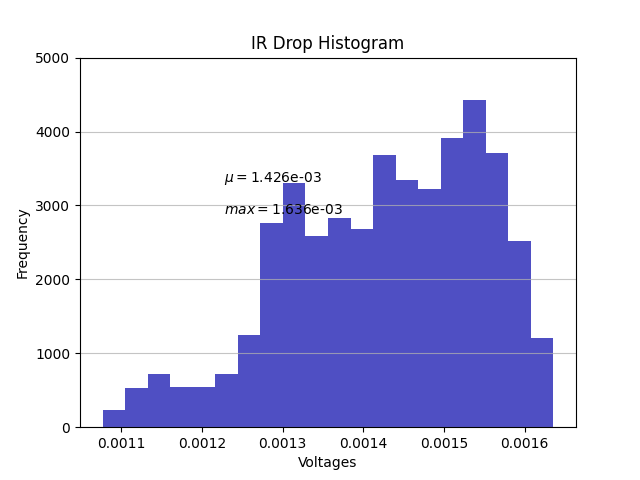 IR Drop Histogram
5000
4000
3000
2000
1000
0
Frequency
μ = 1.426e-03
max = 1.636e-03
0.0011 0.0012 0.0013 0.0014 0.0015 0.0016
Voltages